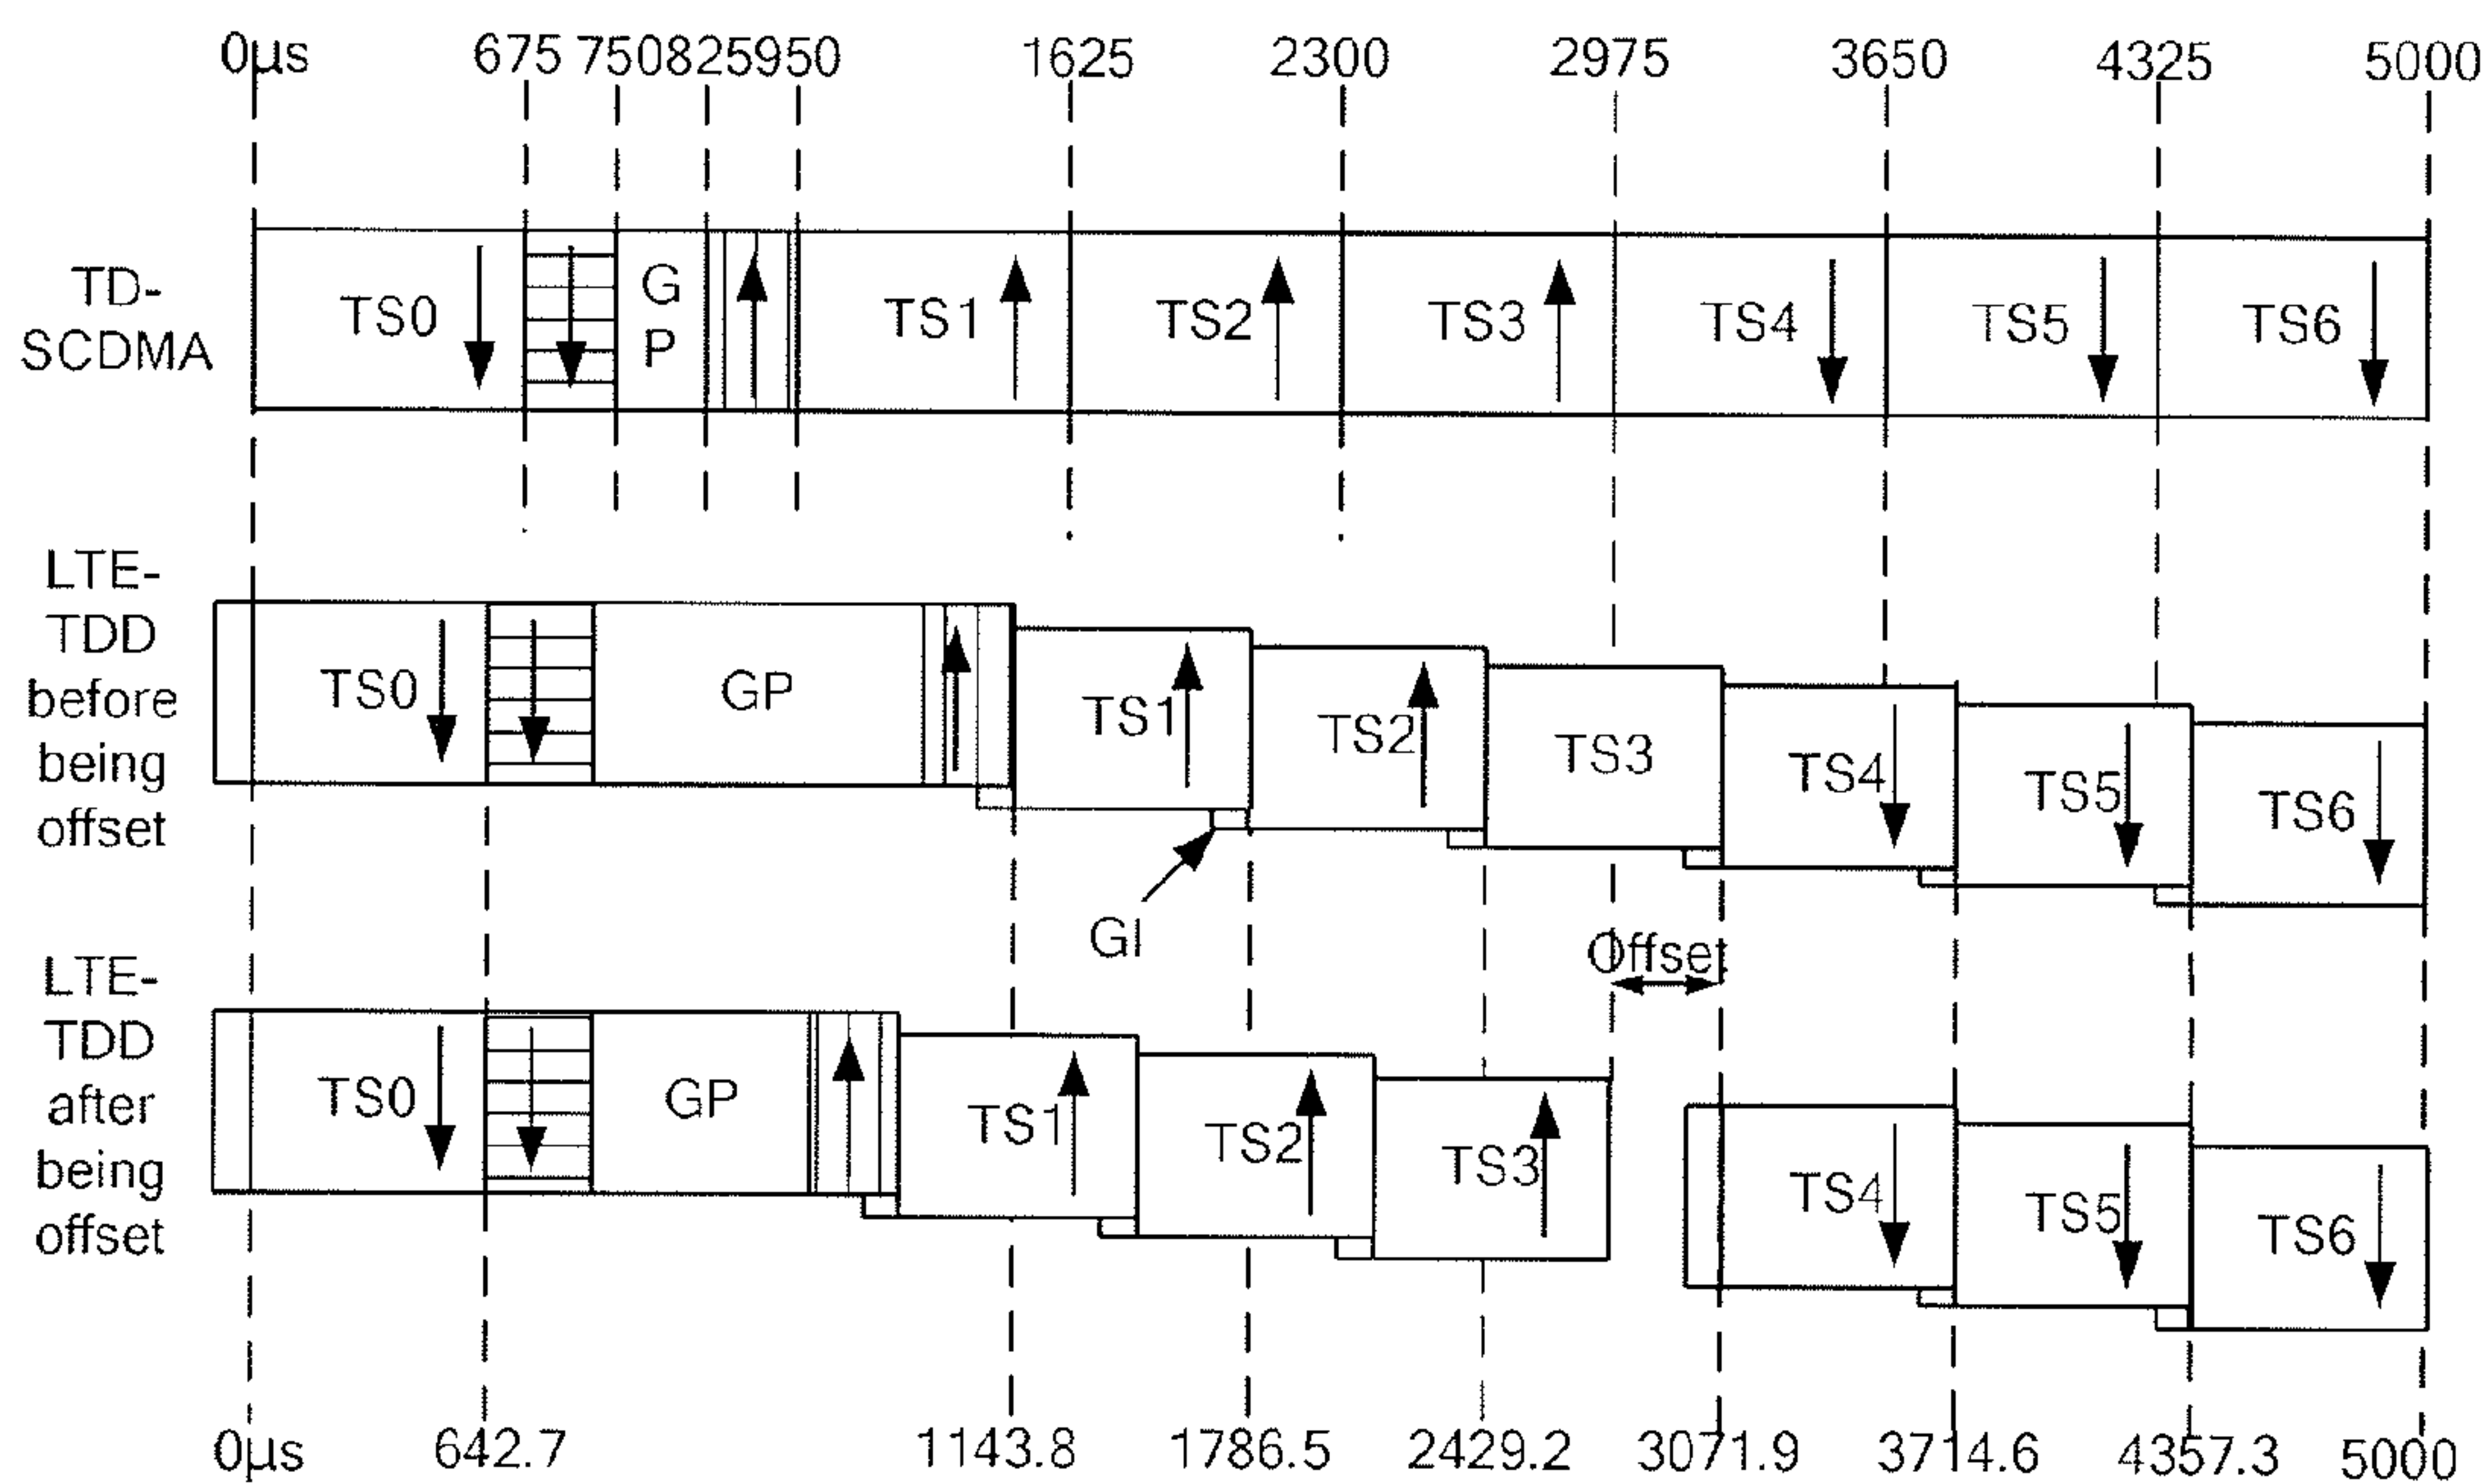 0μs 675 750 825 950 1625 2300 2975 3650 4325 5000
TD-
SCDMA
TS0 G
P TS1 TS2 TS3 TS4 TS5 TS6
LTE-
TDD
before
being
offset
TS0 GP TS1 TS2 TS3 TS4 TS5 TS6
GI
Offset
LTE-
TDD
after
being
offset
TS0 GP TS1 TS2 TS3 TS4 TS5 TS6
0μs 642.7 1143.8 1786.5 2429.2 3071.9 3714.6 4357.3 5000